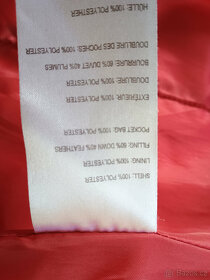 SHELL: 100% POLYESTER
LINING: 100% POLYESTER
FILLING: 60% DOWN 40% FEATHERS
POCKET BAG: 100% POLYESTER
EXTERIEUR: 100% POLYESTER
DOUBLURE: 100% POLYESTER
BOURRURE: 60% DUVET 40% PLUMES
DOUBLURE DES POCHES: 100% POLYESTER
HÜLLE: 100% POLYESTER